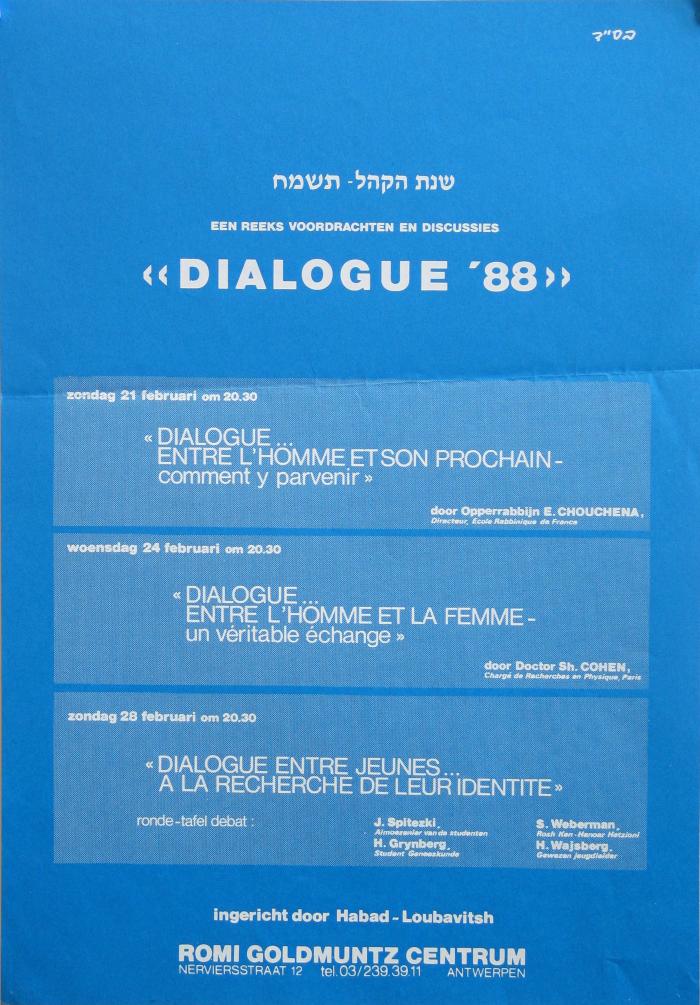 בס״ד
שנת הקהל - תשמח
EEN REEKS VOORDRACHTEN EN DISCUSSIES
‹‹DIALOGUE ´88››
zondag 21 februari om 20.30
« DIALOGUE...
ENTRE L'HOMME ET SON PROCHAIN -
comment y parvenir »
door Opperrabbijn E. CHOUCHENA,
Directeur, École Rabbinique de France
woensdag 24 februari om 20.30
« DIALOGUE...
ENTRE L'HOMME ET LA FEMME -
un véritable échange »
door Doctor Sh. COHEN,
Chargé de Recherches en Physique, Paris
zondag 28 februari om 20.30
« DIALOGUE ENTRE JEUNES...
A LA RECHERCHE DE LEUR IDENTITE»
ronde-tafel debat :
J. Spitezki,
Almoezenier van de studenten
H. Grynberg,
Student Geneeskunde
S. Weberman,
Rosh Ken-Hanoar Hatzioni
H. Wajsberg,
Gewezen jeugdleider
ingericht door Habad - Loubavitsh
ROMI GOLDMUNTZ CENTRUM
NERVIERSSTRAAT 12 tel. 03/239.39.11 ANTWERPEN